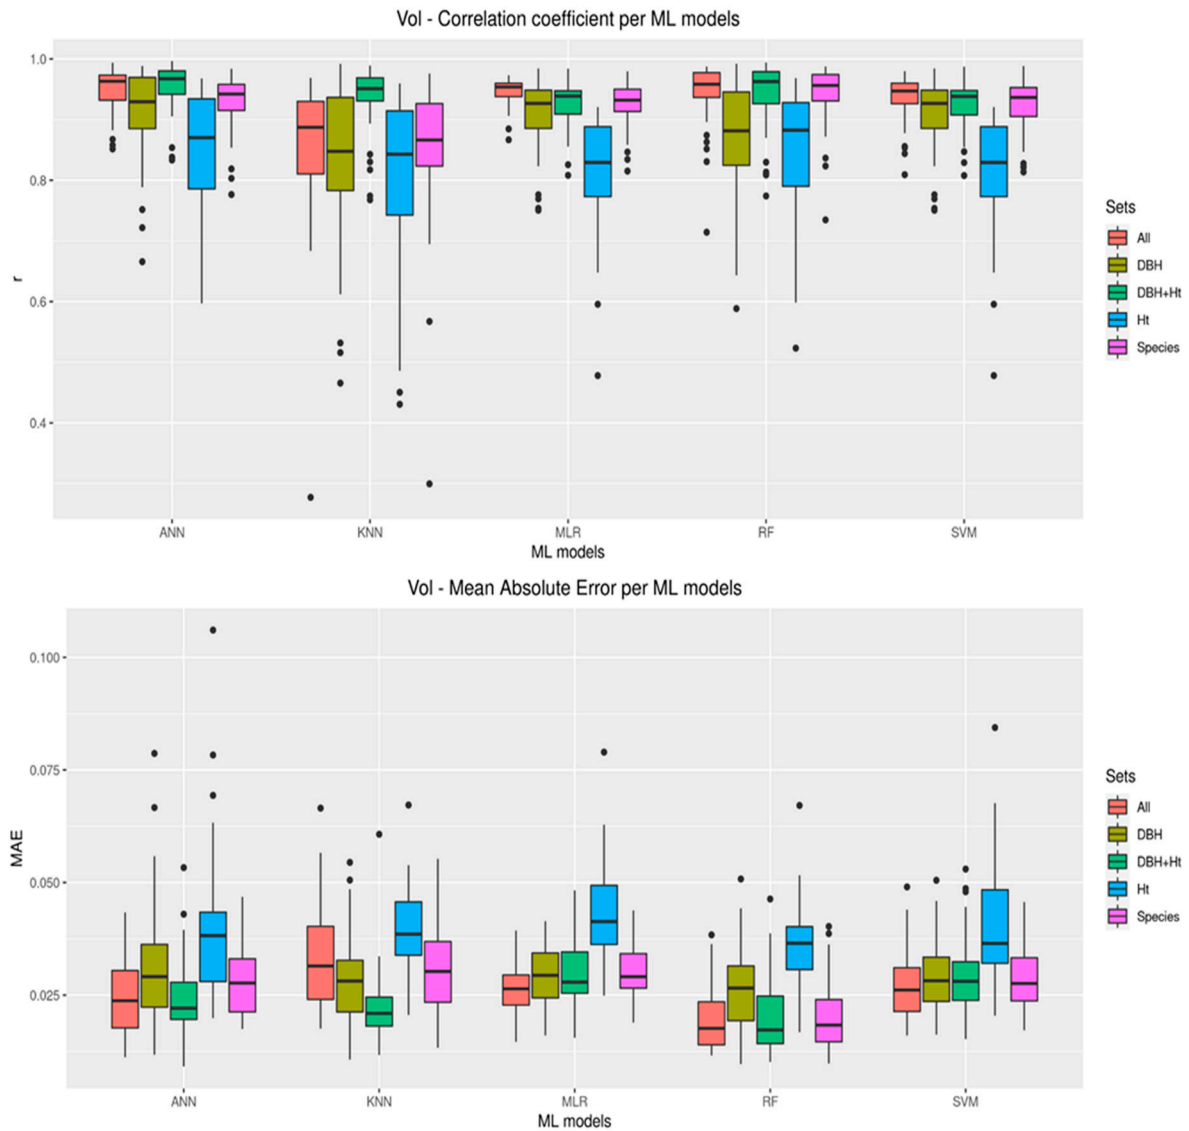 Vol - Correlation coefficient per ML models
1.0
0.8
0.6
0.4
r
ANN KNN MLR RF SVM
ML models
Sets
All
DBH
DBH+Ht
Ht
Species
Vol - Mean Absolute Error per ML models
0.100
0.075
0.050
0.025
MAE
ANN KNN MLR RF SVM
ML models
Sets
All
DBH
DBH+Ht
Ht
Species